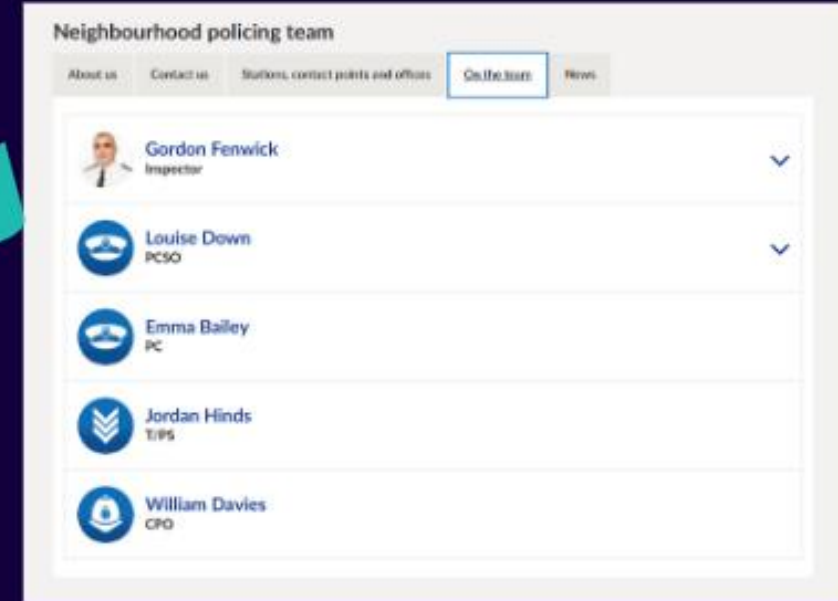 Neighbourhood policing team
About us Contact us Stations, contact points and offices On the team News
Gordon Fenwick
Inspector
Louise Down
PCSO
Emma Bailey
PC
Jordan Hinds
T/PS
William Davies
CPO